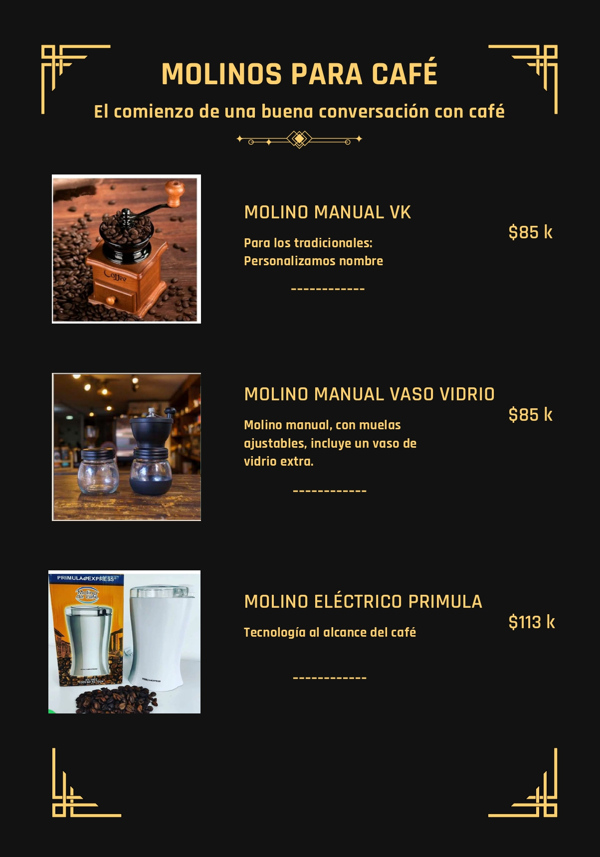 MOLINOS PARA CAFÉ
El comienzo de una buena conversación con café
MOLINO MANUAL VK
$85 k
Para los tradicionales:
Personalizamos nombre
------------
Coffee
MOLINO MANUAL VASO VIDRIO
$85 k
Molino manual, con muelas
ajustables, incluye un vaso de
vidrio extra.
------------
PRIMULA EXPRESS
MOLINO ELÉCTRICO PRIMULA
$113 k
Tecnología al alcance del café
------------